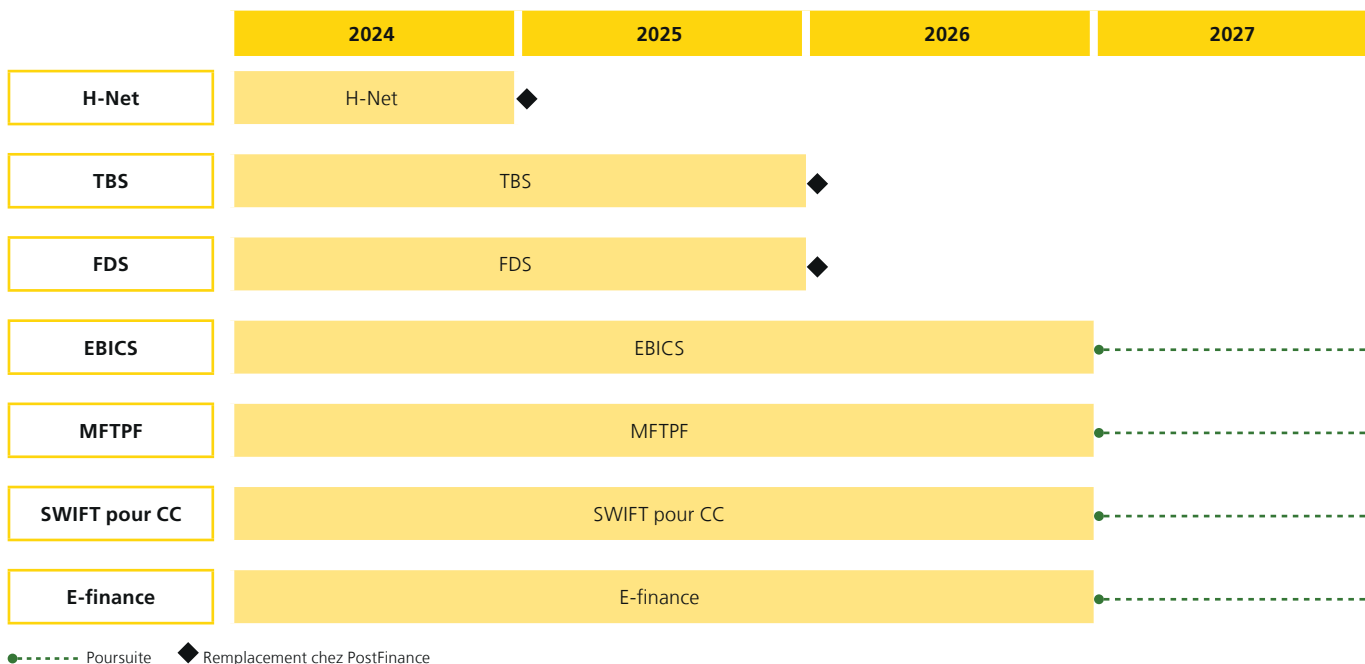 2024 2025 2026 2027
H-Net H-Net
TBS TBS
FDS FDS
EBICS EBICS
MFTPF MFTPF
SWIFT pour CC SWIFT pour CC
E-finance E-finance
Poursuite Remplacement chez PostFinance